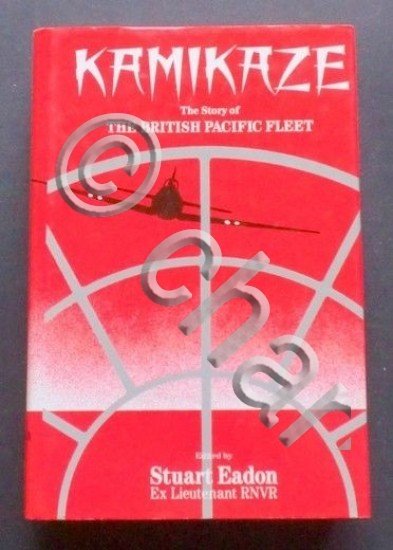 KAMIKAZE
The Story of
THE BRITISH PACIFIC FLEET
© char
Edited by
Stuart Eadon
Ex Lieutenant RNVR